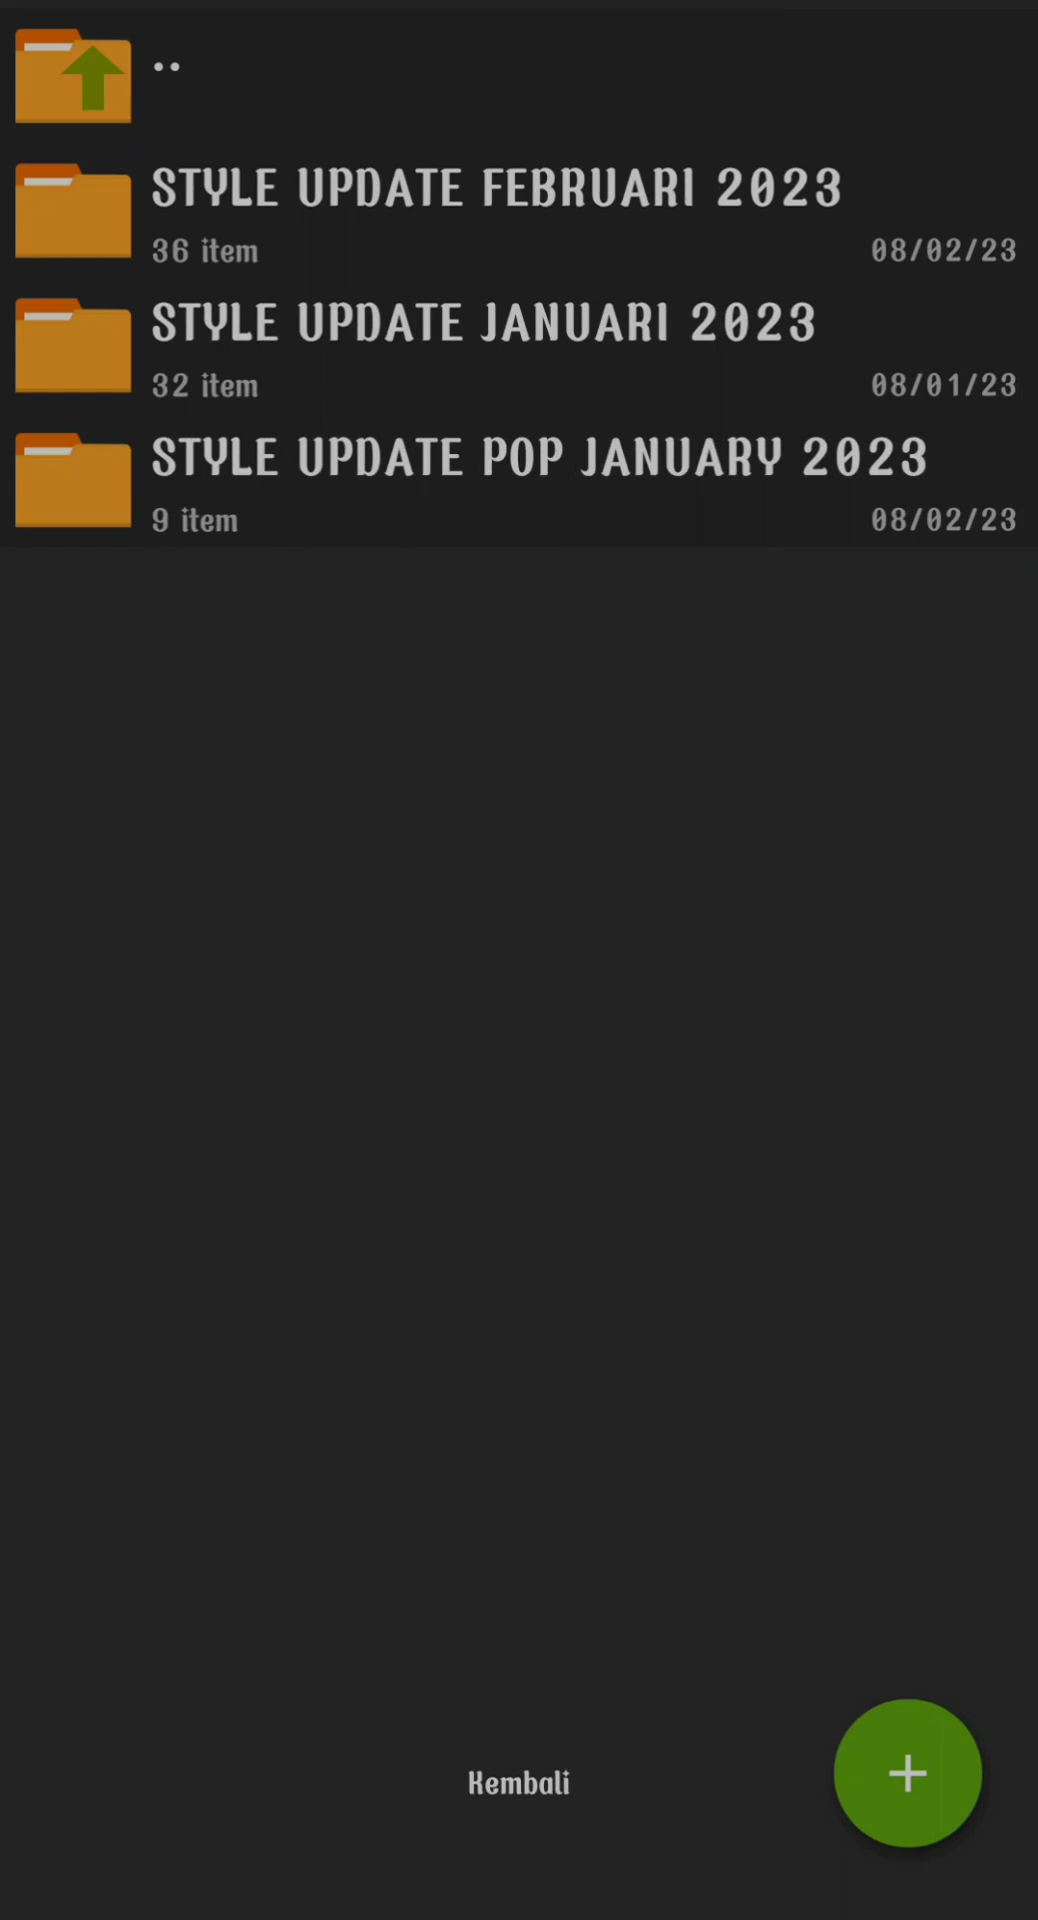 ..
STYLE UPDATE FEBRUARI 2023
36 item 08/02/23
STYLE UPDATE JANUARI 2023
32 item 08/01/23
STYLE UPDATE POP JANUARY 2023
9 item 08/02/23
Kembali